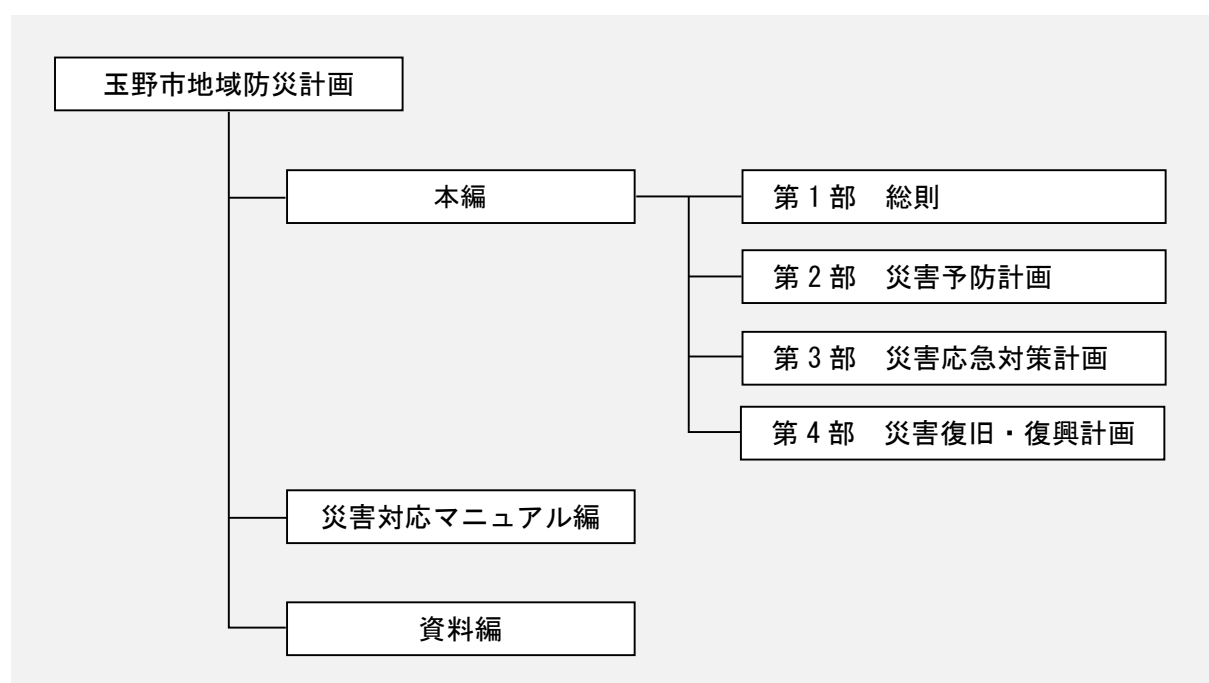 玉野市地域防災計画
本編
第1部　総則
第2部　災害予防計画
第3部　災害応急対策計画
第4部　災害復旧・復興計画
災害対応マニュアル編
資料編